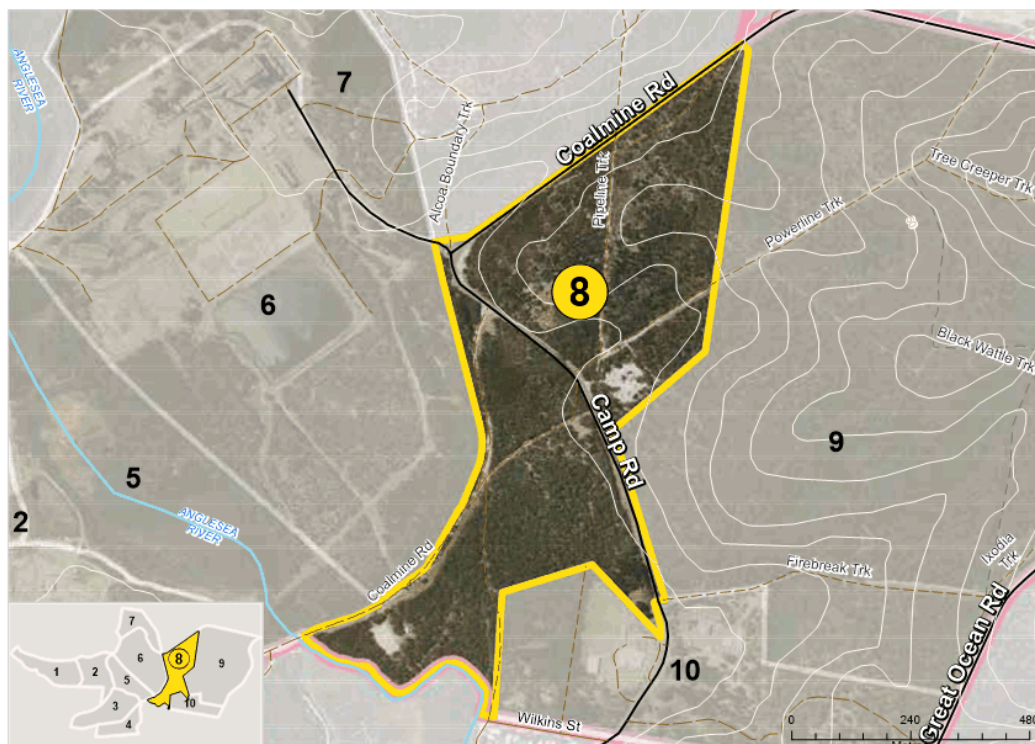 ANGLESEA
RIVER
7
Alcoa Boundary Trk
Coalmine Rd
Pipeline Trk
Tree Creeper Trk
Powerline Trk
6
8
Black Wattle Trk
Camp Rd
9
5
2
ANGLESEA
RIVER
Coalmine Rd
Firebreak Trk
Ixodia
Trk
Great Ocean Rd
10
Wilkins St
7
6
8
9
1
2
5
3
10
4
0
240
480